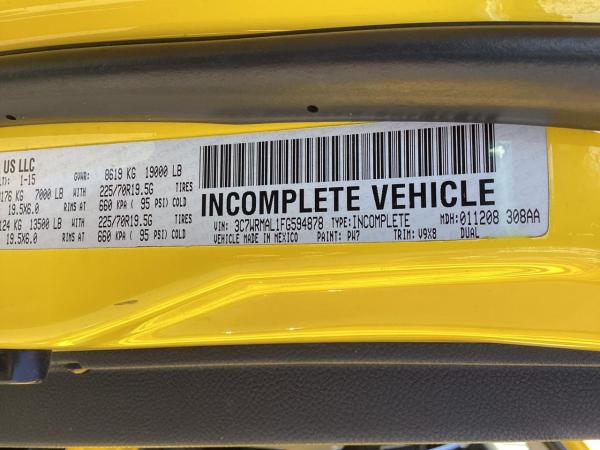 US LLC
1-15 GVWR: 8619 KG 19000 LB
176 KG 7000 LB 225/70R19.5G TIRES
19.5X6.0 RIMS AT 660 KPA ( 95 PSI) COLD
124 KG 13500 LB 225/70R19.5G TIRES
19.5X6.0 RIMS AT 660 KPA ( 95 PSI) COLD
INCOMPLETE VEHICLE
VIN: 3C7WRMAL1FG594878 TYPE: INCOMPLETE MDH: 011208 308AA
VEHICLE MADE IN MEXICO PAINT: PW7 TRIM: V9X8 DUAL